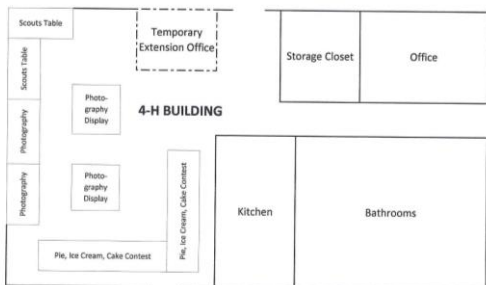 Scouts Table
Temporary
Extension Office
Storage Closet
Office
Scouts Table
Photo-
graphy
Display
4-H BUILDING
Photography
Photo-
graphy
Display
Photography
Pie, Ice Cream, Cake Contest
Kitchen
Bathrooms
Pie, Ice Cream, Cake Contest